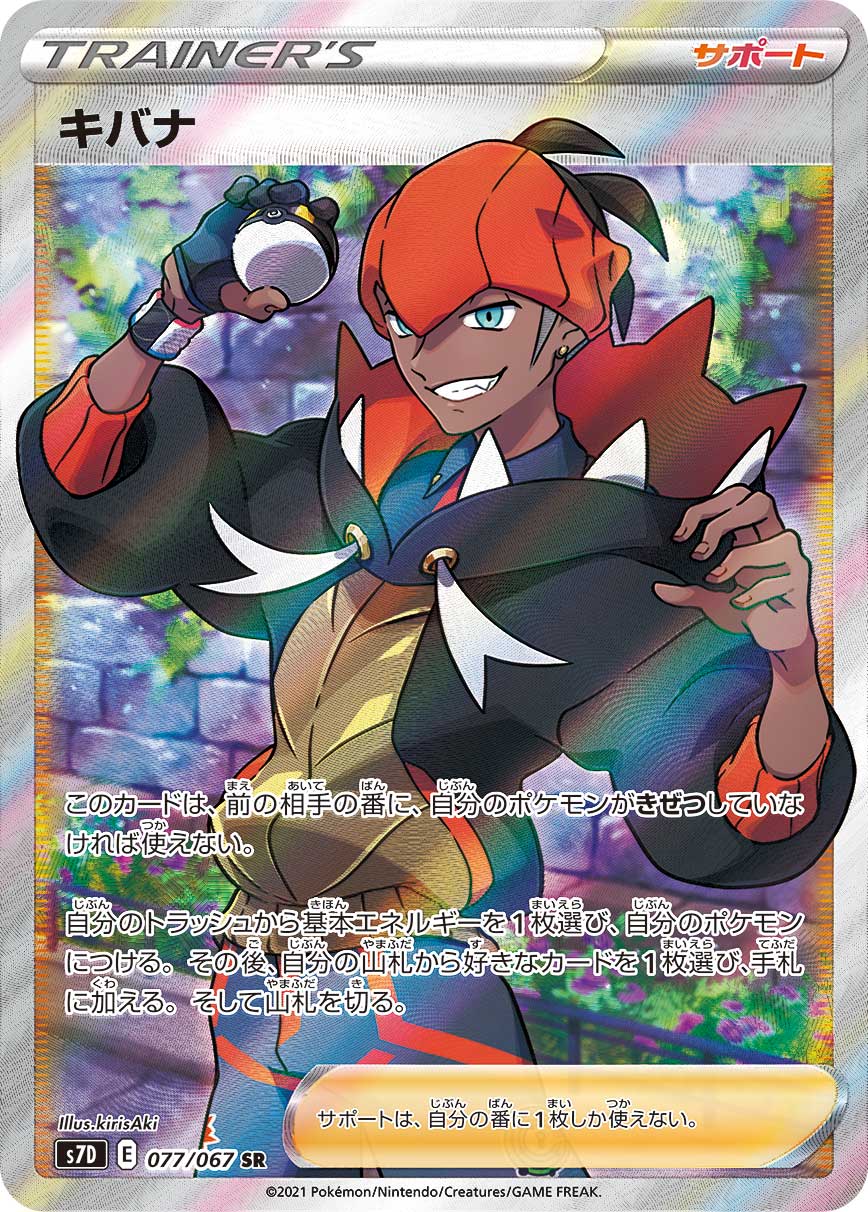 TRAINER'S サポート
キバナ
このカードは、前の相手の番に、自分のポケモンがきぜつしていな
ければ使えない。
自分のトラッシュから基本エネルギーを1枚選び、自分のポケモン
につける。その後、自分の山札から好きなカードを1枚選び、手札
に加える。そして山札を切る。
サポートは、自分の番に1枚しか使えない。
Illus.kirisAki
s7D E 077/067 SR
©2021 Pokémon/Nintendo/Creatures/GAME FREAK.